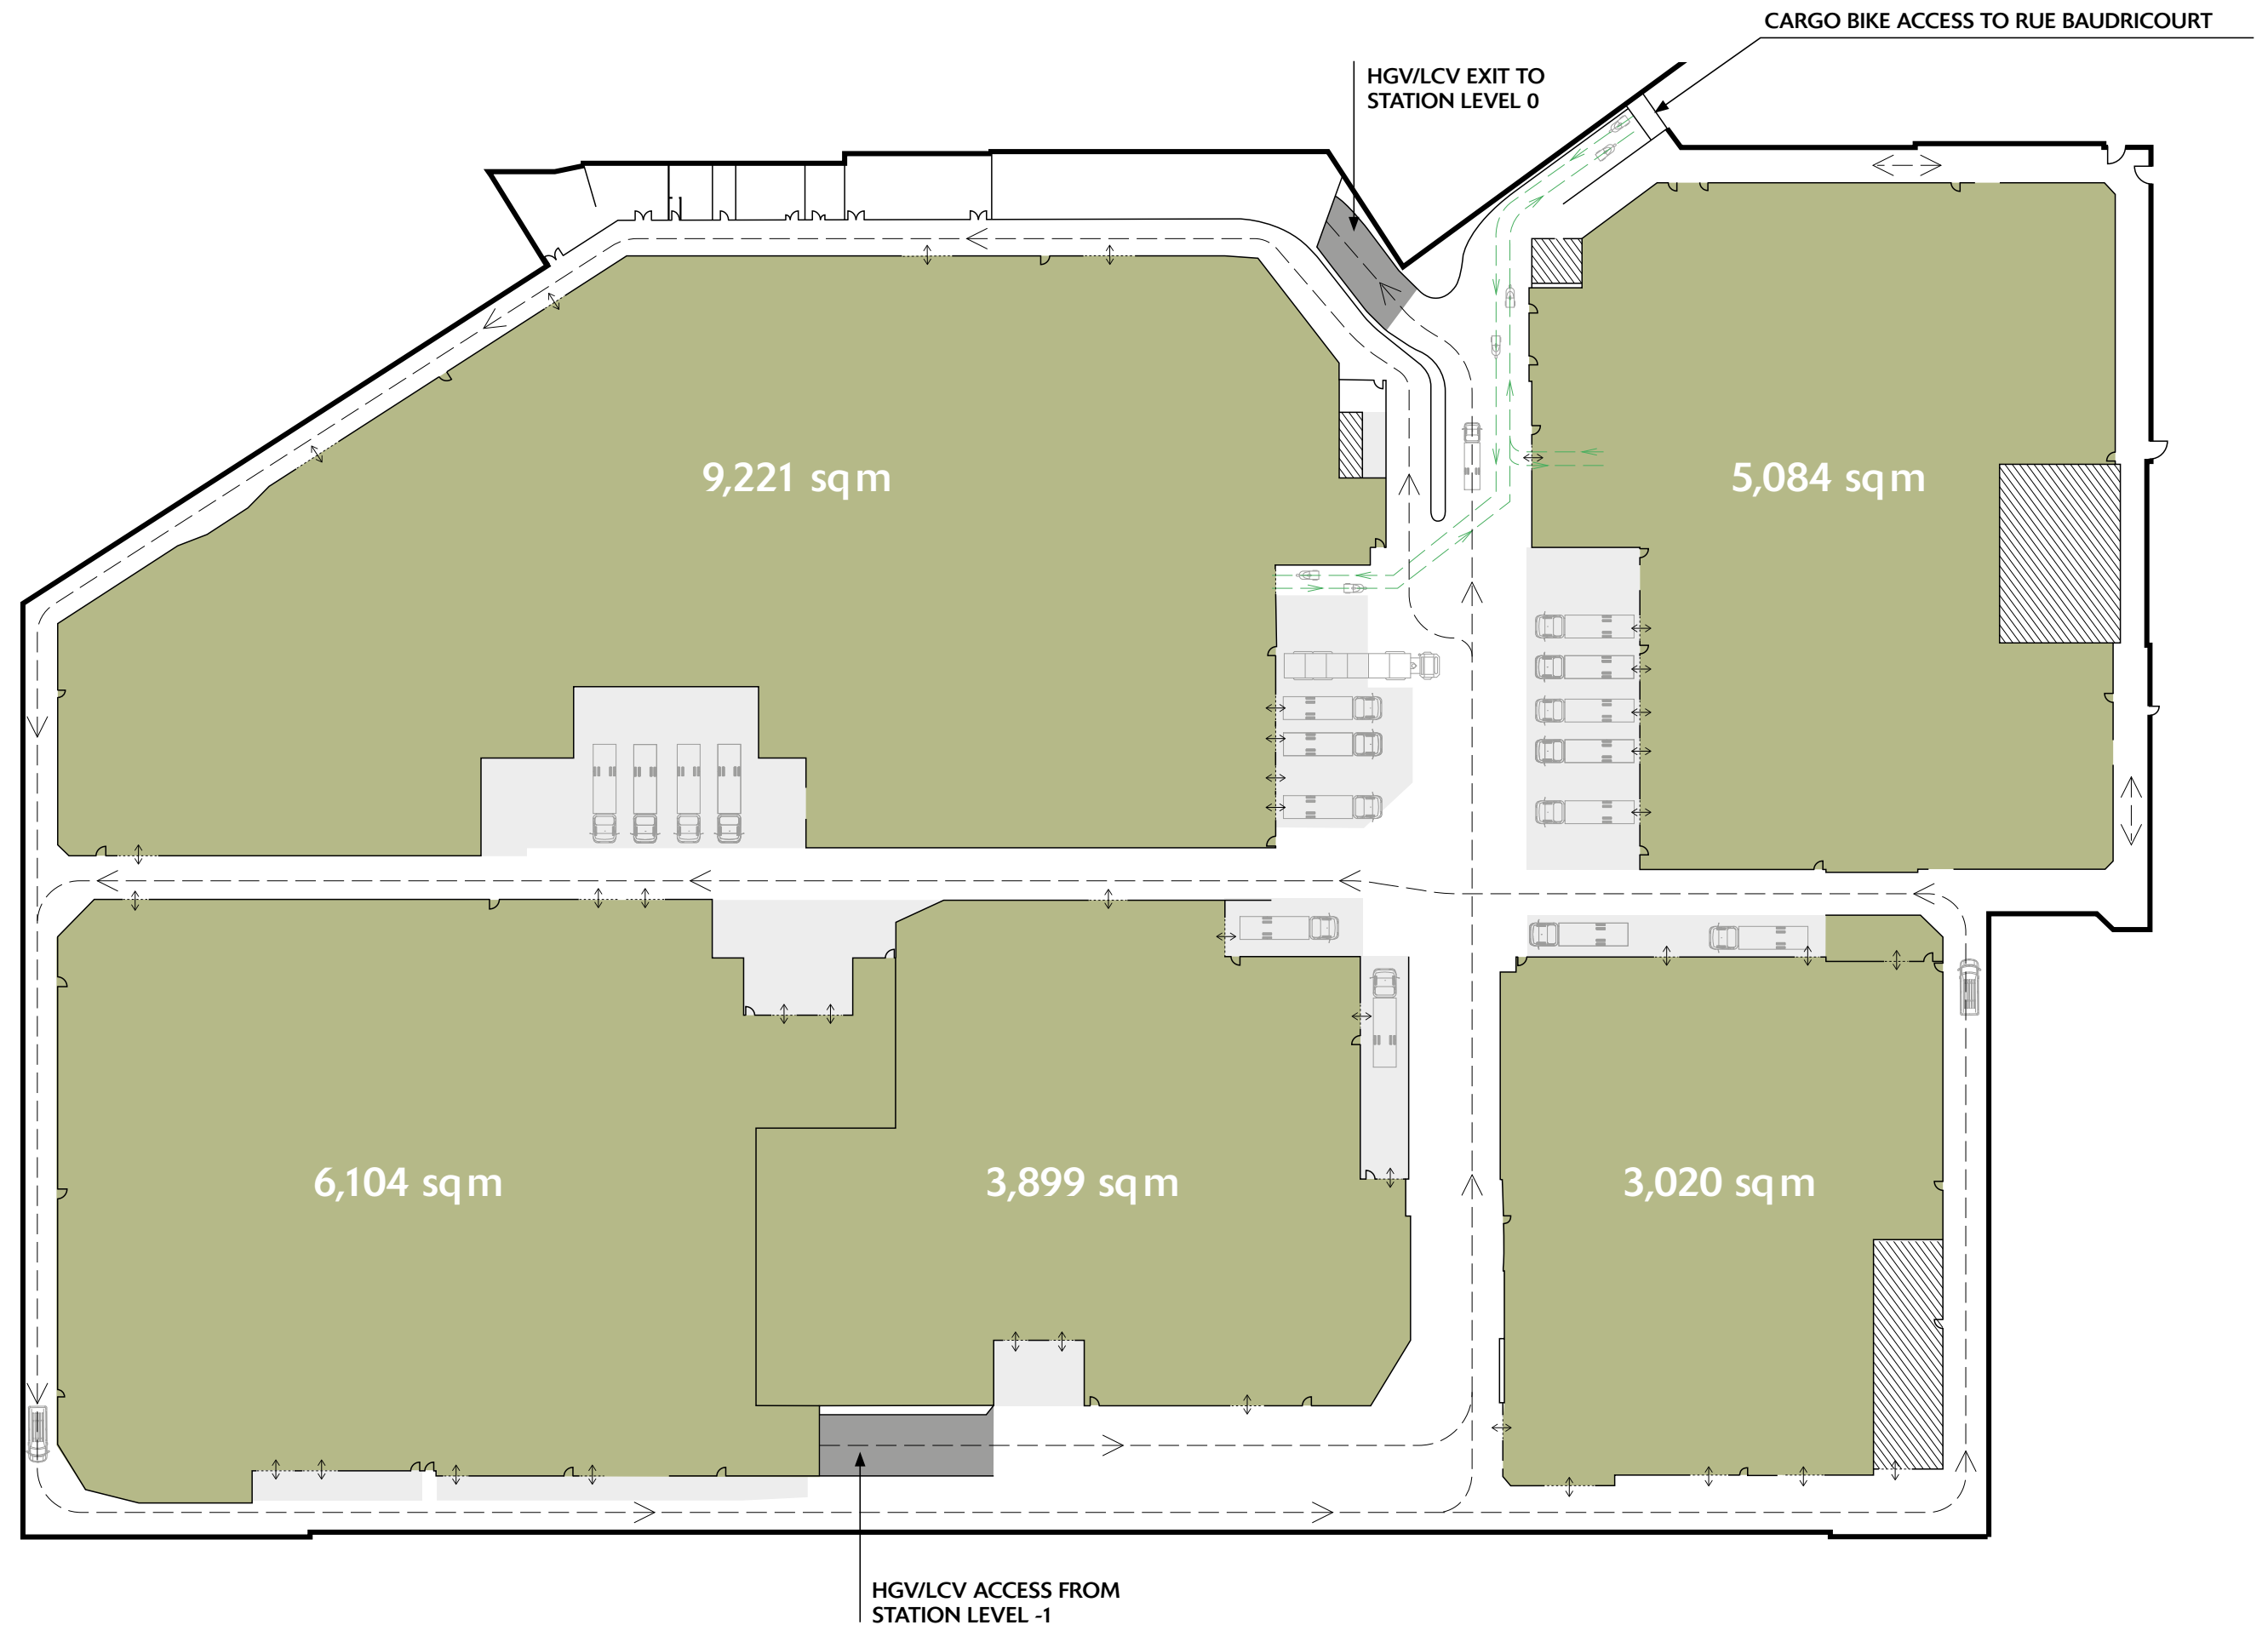 CARGO BIKE ACCESS TO RUE BAUDRICOURT
HGV/LCV EXIT TO
STATION LEVEL 0
9,221 sq m
5,084 sq m
6,104 sq m
3,899 sq m
3,020 sq m
HGV/LCV ACCESS FROM
STATION LEVEL -1